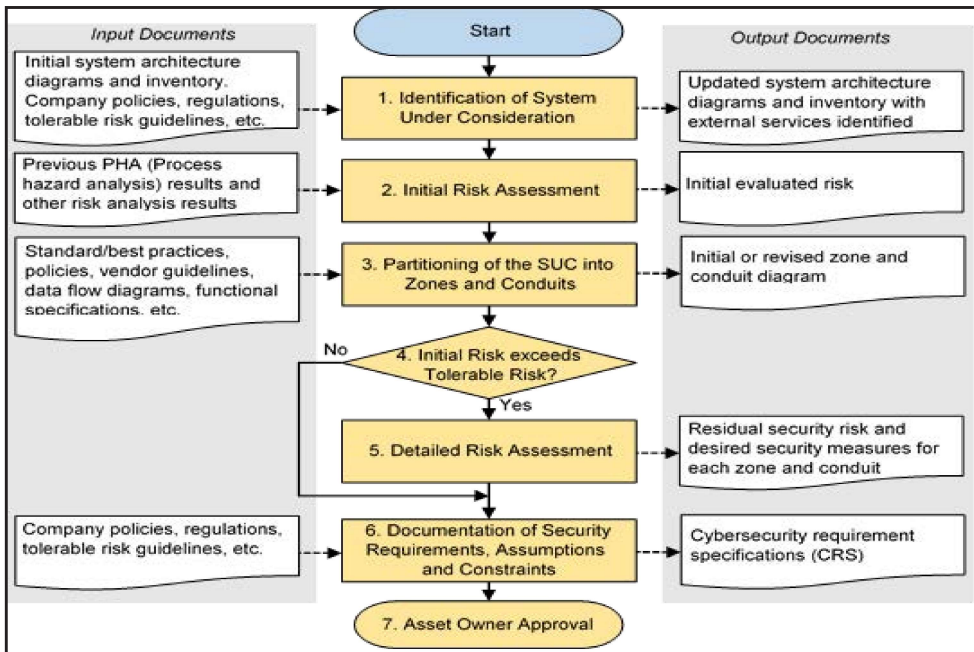 Input Documents
Start
Output Documents
Initial system architecture
diagrams and inventory.
Company policies, regulations,
tolerable risk guidelines, etc.
1. Identification of System
Under Consideration
Updated system architecture
diagrams and inventory with
external services identified
Previous PHA (Process
hazard analysis) results and
other risk analysis results
2. Initial Risk Assessment
Initial evaluated risk
Standard/best practices,
policies, vendor guidelines,
data flow diagrams, functional
specifications, etc.
3. Partitioning of the SUC into
Zones and Conduits
Initial or revised zone and
conduit diagram
No
4. Initial Risk exceeds
Tolerable Risk?
Yes
5. Detailed Risk Assessment
Residual security risk and
desired security measures for
each zone and conduit
Company policies, regulations,
tolerable risk guidelines, etc.
6. Documentation of Security
Requirements, Assumptions
and Constraints
Cybersecurity requirement
specifications (CRS)
7. Asset Owner Approval